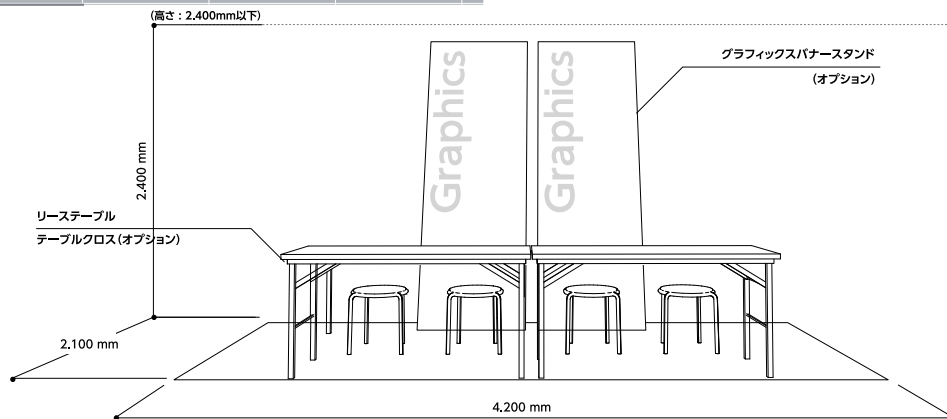 (高さ：2.400mm以下)
グラフィックスバナースタンド
(オプション)
Graphics
Graphics
2.400 mm
リーステーブル
テーブルクロス(オプション)
2.100 mm
4.200 mm